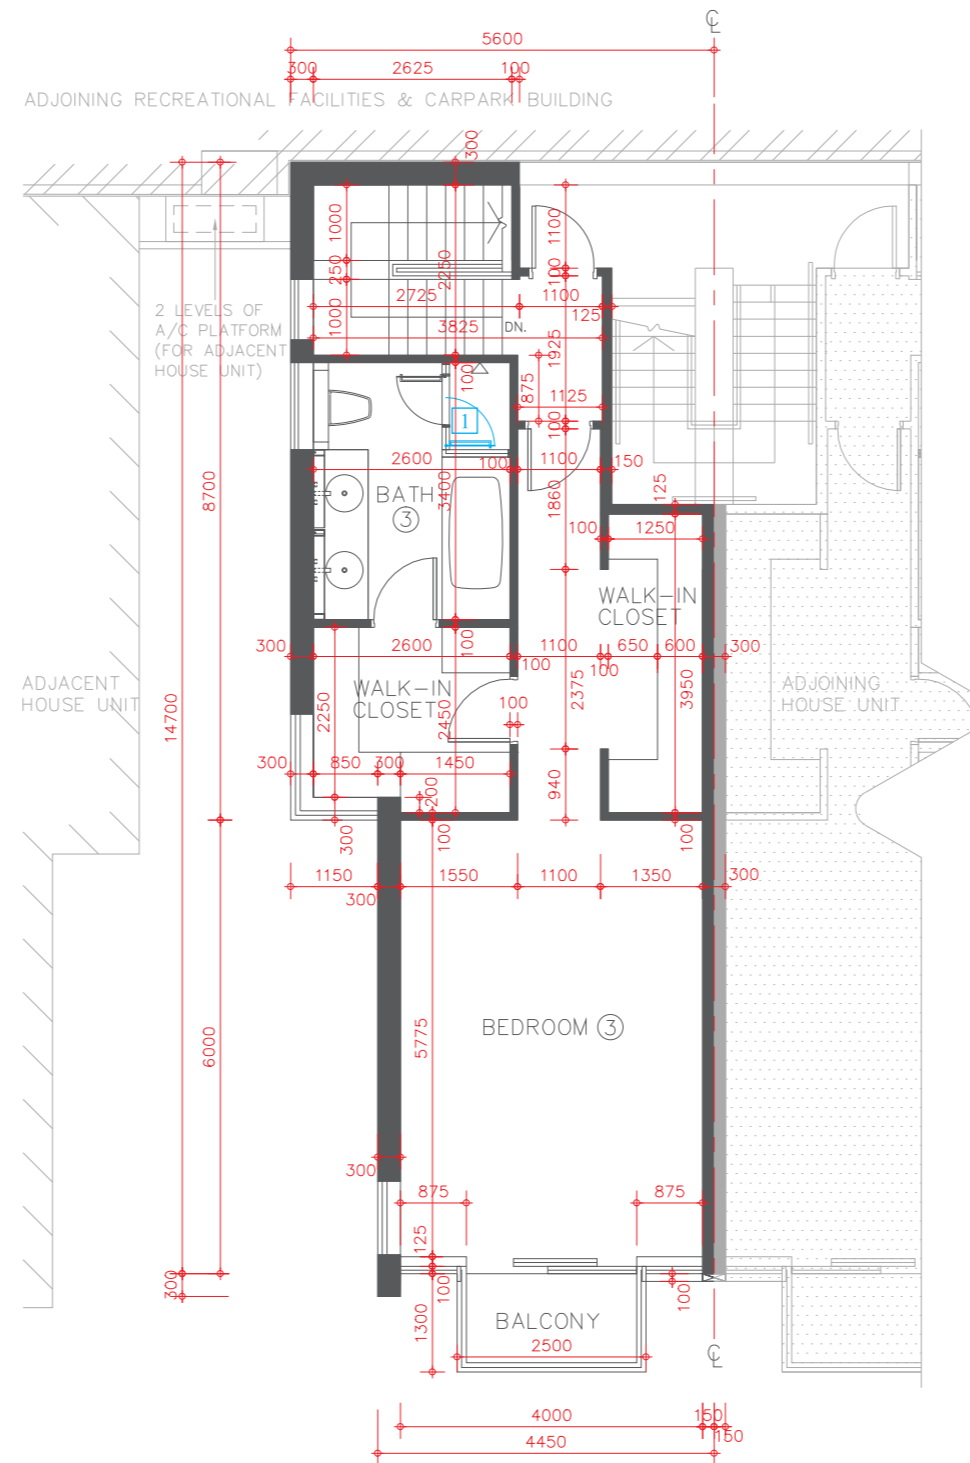 ℄
5600
300 2625 100
ADJOINING RECREATIONAL FACILITIES & CARPARK BUILDING
300
1000
250
1000
2250
1100
100
2725 1100
125
3825
DN.
2 LEVELS OF
A/C PLATFORM
(FOR ADJACENT
HOUSE UNIT)
1925
875
100
1125
100
1
2600 100 1100 150
3400
BATH
3
1860
125
8700
100 1250
WALK-IN
CLOSET
300 2600 100 1100 100 650 600 300
100
ADJACENT
HOUSE UNIT
14700
2250
WALK-IN
CLOSET
2450
100
2375
3950
ADJOINING
HOUSE UNIT
300 850 300 1450
940
200
300
100
100
1150 300 1550 1100 1350 300
BEDROOM 3
5775
6000
300
875 875
125
300
100
100
1300
BALCONY
2500
℄
4000 150
150
4450